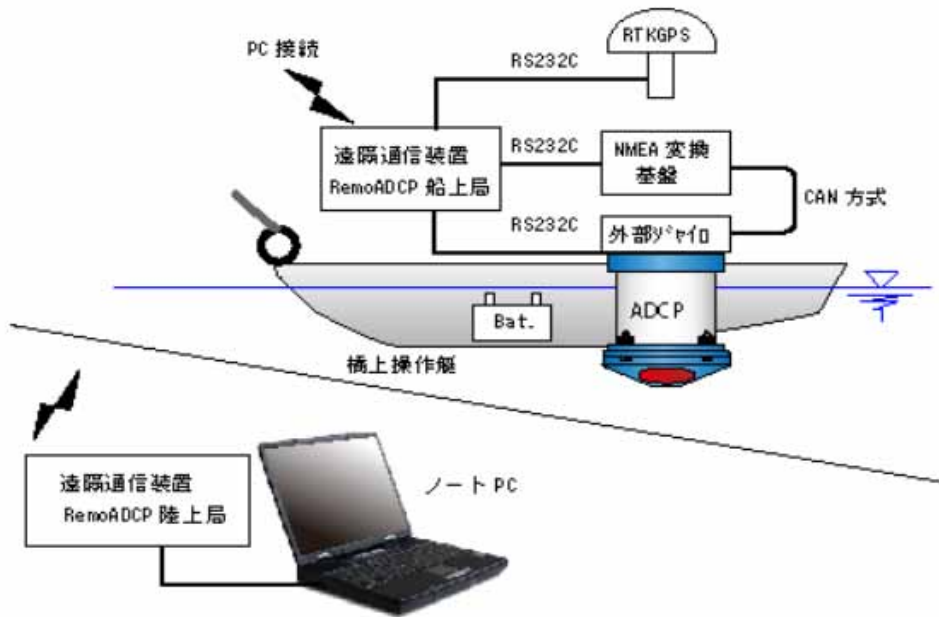 RTKGPS
PC 接続
RS232C
遠隔通信装置
RemoADCP 船上局
RS232C
NMEA 変換
基盤
CAN 方式
RS232C
外部ｼﾞｬｲﾛ
ADCP
Bat.
橋上操作艇
遠隔通信装置
RemoADCP 陸上局
ノート PC